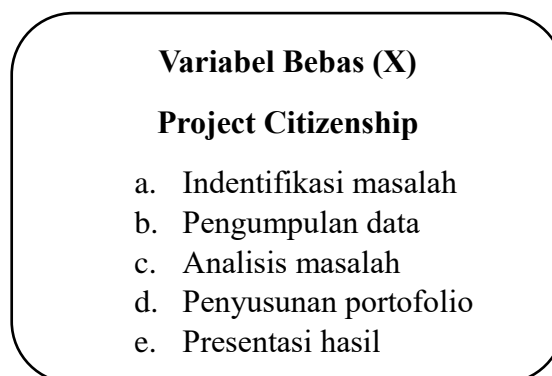 Variabel Bebas (X)
Project Citizenship
a. Indentifikasi masalah
b. Pengumpulan data
c. Analisis masalah
d. Penyusunan portofolio
e. Presentasi hasil